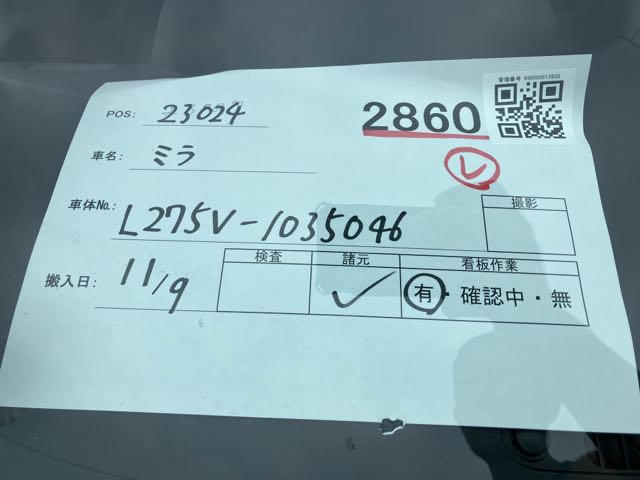 管理番号 B00000613820
POS: 23024
2860
車名: ミラ
レ
車体No.: L275V-1035046
撮影
搬入日: 11/9
検査 諸元 看板作業
✓ 有・確認中・無